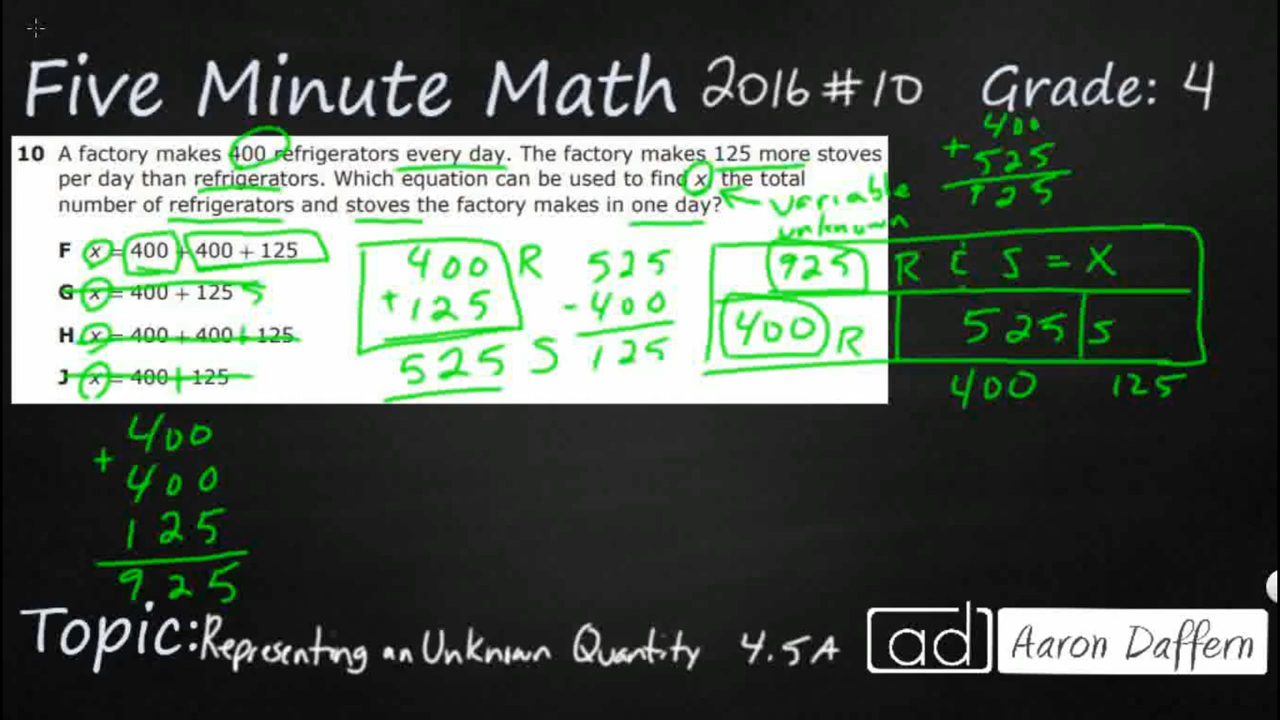 Five Minute Math 2016 #10 Grade: 4
10 A factory makes 400 refrigerators every day. The factory makes 125 more stoves
per day than refrigerators. Which equation can be used to find x, the total
number of refrigerators and stoves the factory makes in one day?
F x = 400 + 400 + 125
G x = 400 + 125
H x = 400 + 400 + 125
J x = 400 + 125
400 R
+125
525 S
525
-400
125
400
+525
925
variable
unknown
925 R & S = X
400 R 525 S
400 125
400
+
400
125
925
Topic: Representing an Unknown Quantity 4.5A
ad Aaron Daffern